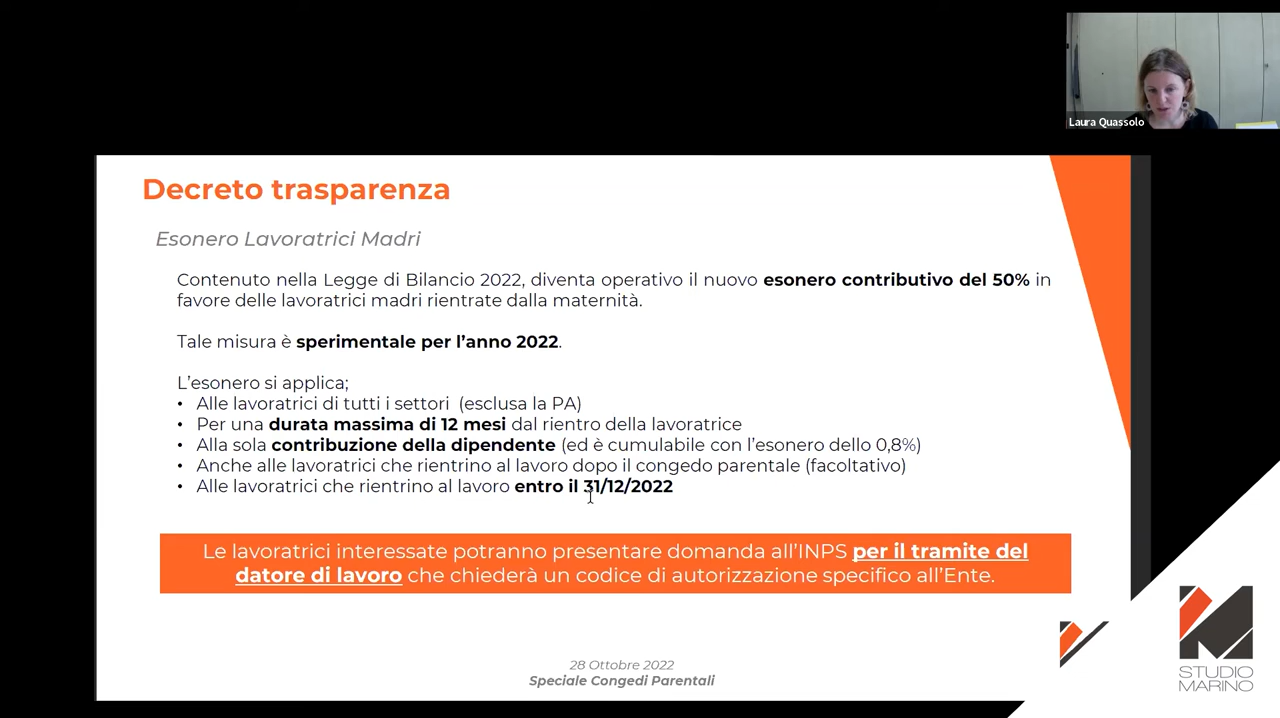 Laura Quassolo
Decreto trasparenza
Esonero Lavoratrici Madri
Contenuto nella Legge di Bilancio 2022, diventa operativo il nuovo esonero contributivo del 50% in
favore delle lavoratrici madri rientrate dalla maternità.
Tale misura è sperimentale per l’anno 2022.
L’esonero si applica;
• Alle lavoratrici di tutti i settori (esclusa la PA)
• Per una durata massima di 12 mesi dal rientro della lavoratrice
• Alla sola contribuzione della dipendente (ed è cumulabile con l’esonero dello 0,8%)
• Anche alle lavoratrici che rientrino al lavoro dopo il congedo parentale (facoltativo)
• Alle lavoratrici che rientrino al lavoro entro il 31/12/2022
Le lavoratrici interessate potranno presentare domanda all’INPS per il tramite del
datore di lavoro che chiederà un codice di autorizzazione specifico all’Ente.
28 Ottobre 2022
Speciale Congedi Parentali
STUDIO
MARINO